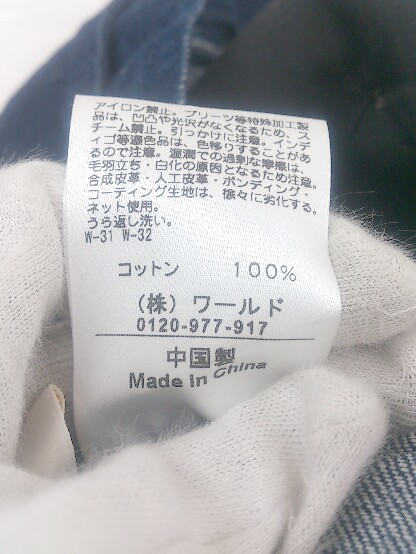 アイロン禁止。プリーツ等特殊加工製
品は、凹凸や光沢がなくなるため、ス
チーム禁止。引っかけに注意。インデ
ィゴ等濃色品は、色移りすることがあ
るので注意。湿潤での過剰な摩擦は、
毛羽立ち・白化の原因となるため注意。
合成皮革・人工皮革・ボンディング・
コーティング生地は、徐々に劣化する。
ネット使用。
うら返し洗い。
W-31 W-32
コットン 100%
(株) ワールド
0120-977-917
中国製
Made in China